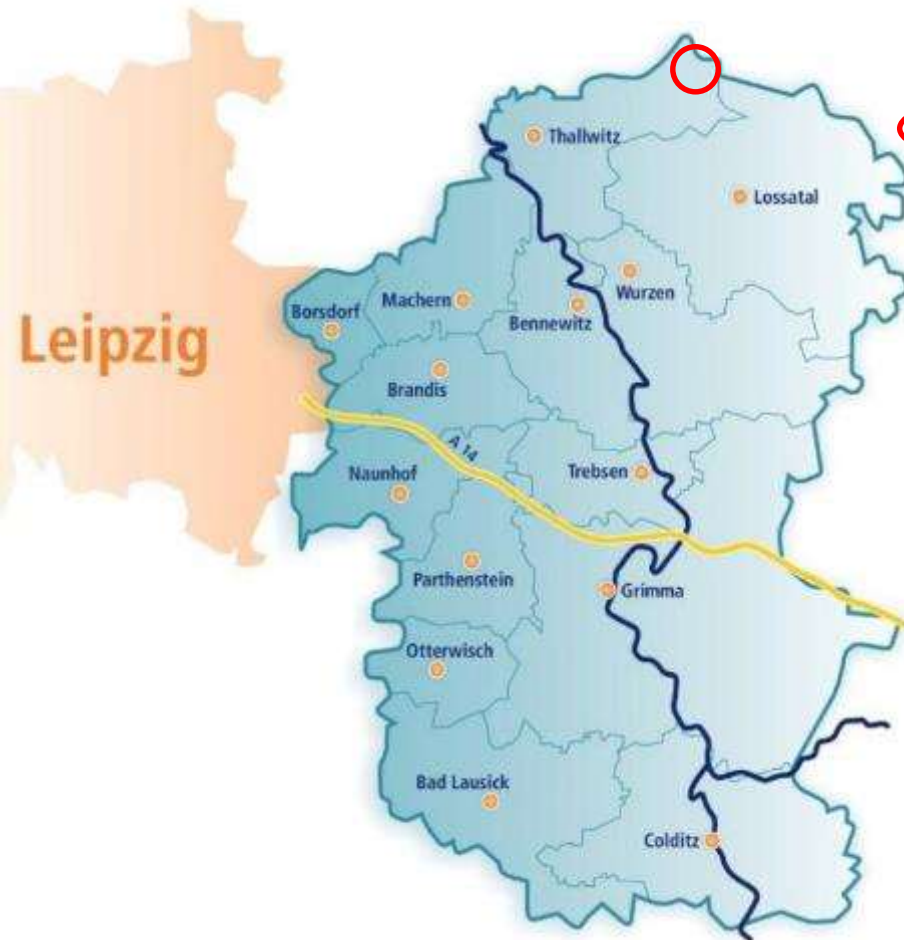 Thallwitz
Lossatal
Wurzen
Machern
Borsdorf
Bennewitz
Leipzig
Brandis
A 14
Trebsen
Naunhof
Parthenstein
Grimma
Otterwisch
Bad Lausick
Colditz